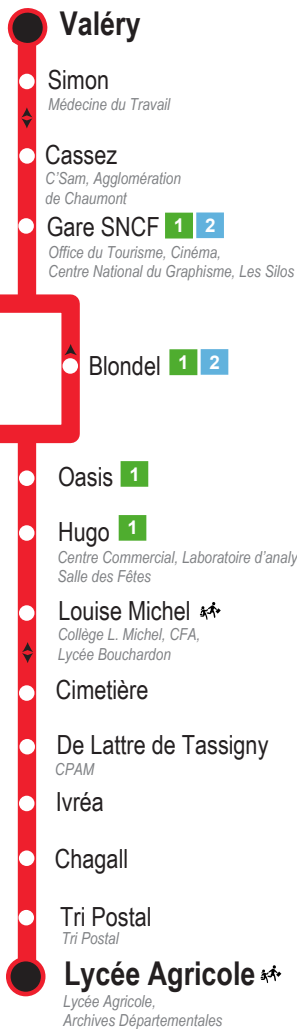 Valéry
Simon
Médecine du Travail
Cassez
C'Sam, Agglomération
de Chaumont
Gare SNCF 1 2
Office du Tourisme, Cinéma,
Centre National du Graphisme, Les Silos
Blondel 1 2
Oasis 1
Hugo 1
Centre Commercial, Laboratoire d'analy
Salle des Fêtes
Louise Michel
Collège L. Michel, CFA,
Lycée Bouchardon
Cimetière
De Lattre de Tassigny
CPAM
Ivréa
Chagall
Tri Postal
Tri Postal
Lycée Agricole
Lycée Agricole,
Archives Départementales